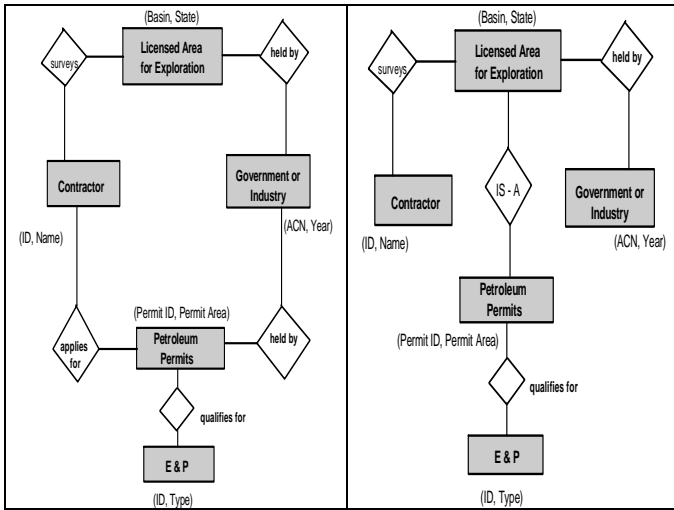 (Basin, State)
Licensed Area
for Exploration
surveys
held by
Contractor
Government or
Industry
(ID, Name)
(ACN, Year)
(Permit ID, Permit Area)
applies
for
Petroleum
Permits
held by
qualifies for
E & P
(ID, Type)
(Basin, State)
Licensed Area
for Exploration
surveys
held by
IS - A
Contractor
Government or
Industry
(ID, Name)
(ACN, Year)
Petroleum
Permits
(Permit ID, Permit Area)
qualifies for
E & P
(ID, Type)